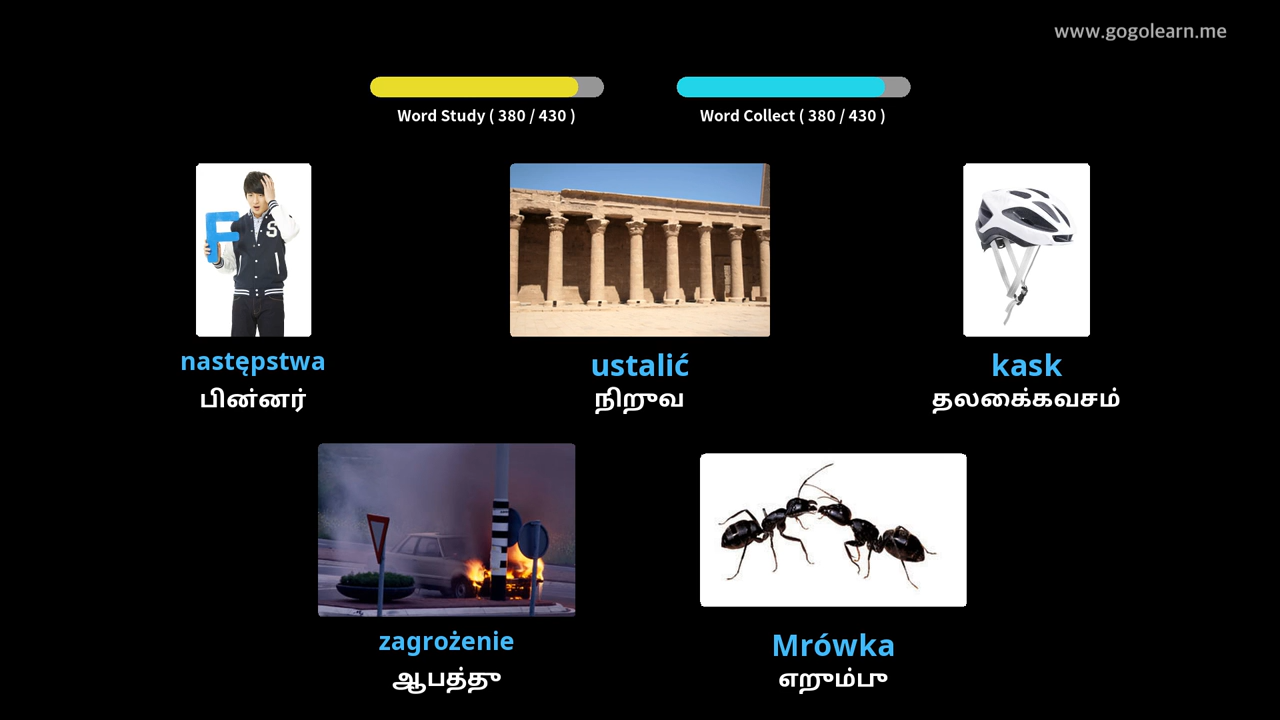 www.gogolearn.me
Word Study ( 380 / 430 )
Word Collect ( 380 / 430 )
F
S
następstwa
பின்னர்
ustalić
நிறுவ
kask
தலைக்கவசம்
zagrożenie
ஆபத்து
Mrówka
எறும்பு